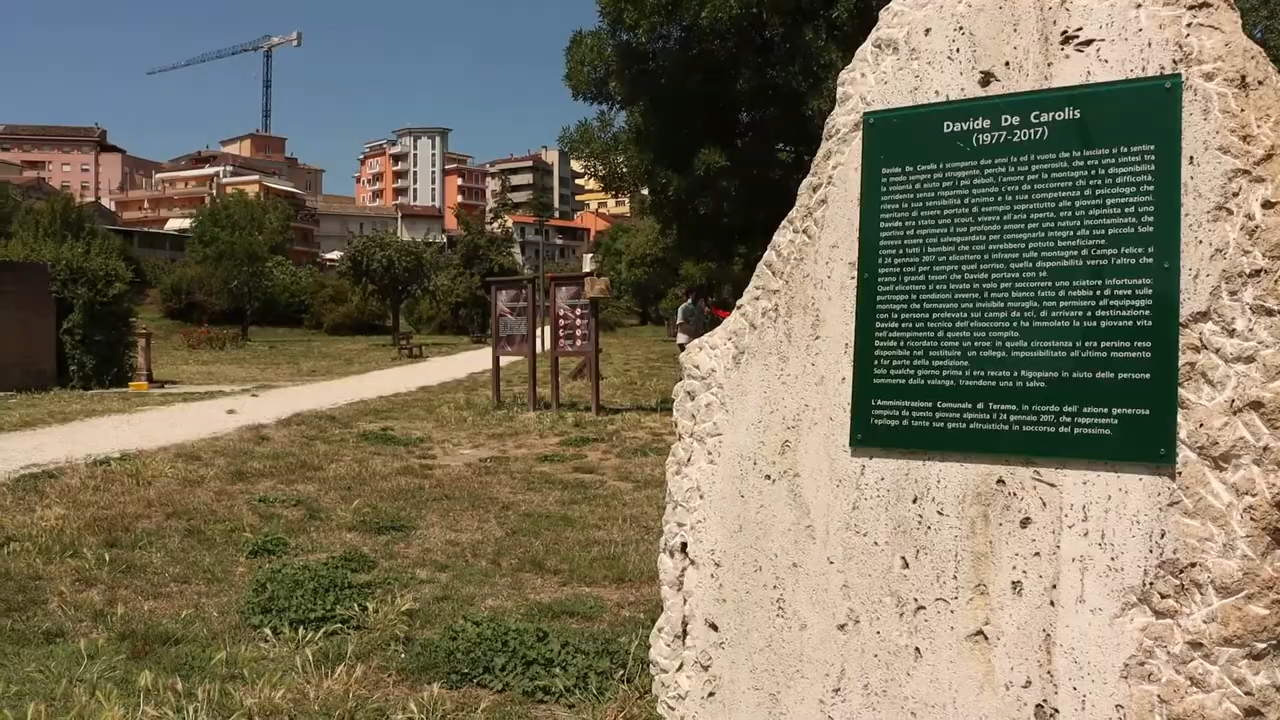 Davide De Carolis
(1977-2017)
Davide De Carolis è scomparso due anni fa ed il vuoto che ha lasciato si fa sentire
in modo sempre più struggente, perchè la sua generosità, che era una sintesi tra
la volontà di aiuto per i più deboli, l'amore per la montagna e la disponibilità
sorridente senza risparmio quando c'era da soccorrere chi era in difficoltà,
rileva la sua sensibilità d'animo e la sua competenza di psicologo che
meritano di essere portate di esempio soprattutto alle giovani generazioni.
Davide era stato uno scout, viveva all'aria aperta, era un alpinista ed uno
sportivo ed esprimeva il suo profondo amore per una natura incontaminata, che
doveva essere così salvaguardata per consegnarla integra alla sua piccola Sole
come a tutti i bambini che così avrebbero potuto beneficiarne.
il 24 gennaio 2017 un elicottero si infranse sulle montagne di Campo Felice: si
spense così per sempre quel sorriso, quella disponibilità verso l'altro che
erano i grandi tesori che Davide portava con sè.
Quell'elicottero si era levato in volo per soccorrere uno sciatore infortunato:
purtroppo le condizioni avverse, il muro bianco fatto di nebbia e di neve sulle
montagne che formavano una invisibile muraglia, non permisero all'equipaggio
con la persona prelevata sui campi da sci, di arrivare a destinazione.
Davide era un tecnico dell'elisoccorso e ha immolato la sua giovane vita
nell'adempimento di questo suo compito.
Davide è ricordato come un eroe: in quella circostanza si era persino reso
disponibile nel sostituire un collega, impossibilitato all'ultimo momento
a far parte della spedizione.
Solo qualche giorno prima si era recato a Rigopiano in aiuto delle persone
sommerse dalla valanga, traendone una in salvo.
L'Amministrazione Comunale di Teramo, in ricordo dell' azione generosa
compiuta da questo giovane alpinista il 24 gennaio 2017, che rappresenta
l'epilogo di tante sue gesta altruistiche in soccorso del prossimo.